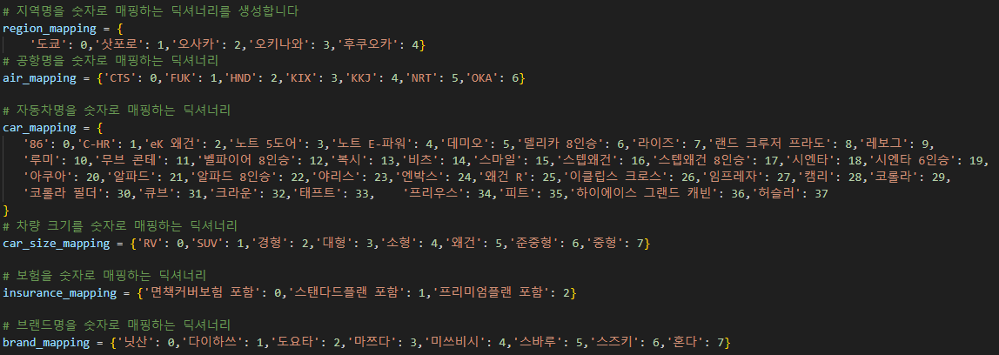 # 지역명을 숫자로 매핑하는 딕셔너리를 생성합니다
region_mapping = {
    '도쿄': 0,'삿포로': 1,'오사카': 2,'오키나와': 3,'후쿠오카': 4}
# 공항명을 숫자로 매핑하는 딕셔너리
air_mapping = {'CTS': 0,'FUK': 1,'HND': 2,'KIX': 3,'KKJ': 4,'NRT': 5,'OKA': 6}

# 자동차명을 숫자로 매핑하는 딕셔너리
car_mapping = {
   '86': 0,'C-HR': 1,'eK 왜건': 2,'노트 5도어': 3,'노트 E-파워': 4,'데미오': 5,'델리카 8인승': 6,'라이즈': 7,'랜드 크루저 프라도': 8,'레보그': 9,
   '루미': 10,'무브 콘테': 11,'벨파이어 8인승': 12,'복시': 13,'비츠': 14,'스마일': 15,'스텝왜건': 16,'스텝왜건 8인승': 17,'시엔타': 18,'시엔타 6인승': 19,
   '아쿠아': 20,'알파드': 21,'알파드 8인승': 22,'야리스': 23,'엔박스': 24,'왜건 R': 25,'이클립스 크로스': 26,'임프레자': 27,'캠리': 28,'코롤라': 29,
   '코롤라 필더': 30,'큐브': 31,'크라운': 32,'태프트': 33,    '프리우스': 34,'피트': 35,'하이에이스 그랜드 캐빈': 36,'허슬러': 37
}
# 차량 크기를 숫자로 매핑하는 딕셔너리
car_size_mapping = {'RV': 0,'SUV': 1,'경형': 2,'대형': 3,'소형': 4,'왜건': 5,'준중형': 6,'중형': 7}

# 보험을 숫자로 매핑하는 딕셔너리
insurance_mapping = {'면책커버보험 포함': 0,'스탠다드플랜 포함': 1,'프리미엄플랜 포함': 2}

# 브랜드명을 숫자로 매핑하는 딕셔너리
brand_mapping = {'닛산': 0,'다이하쓰': 1,'도요타': 2,'마쯔다': 3,'미쓰비시': 4,'스바루': 5,'스즈키': 6,'혼다': 7}